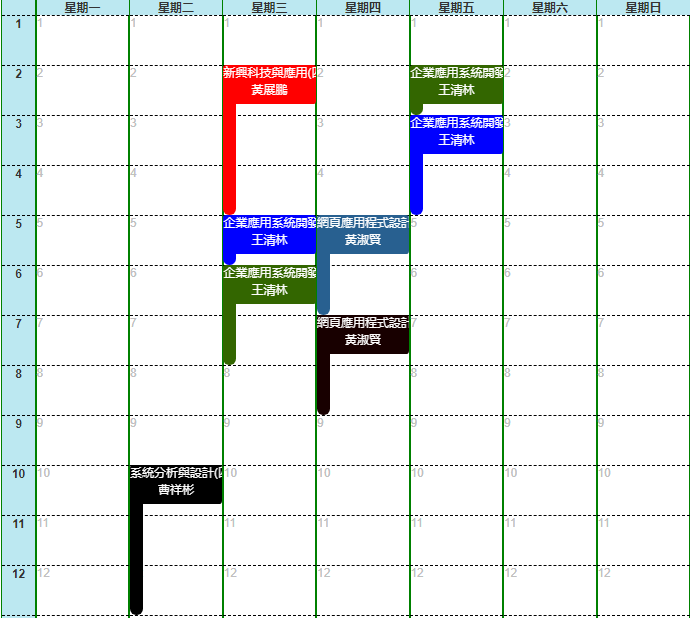 星期一 星期二 星期三 星期四 星期五 星期六 星期日
1 1 1 1 1 1 1 1
2 2 2 新興科技與應用( 2 企業應用系統開發 2 2
黃展鵬 王清林
3 3 3 3 企業應用系統開發 3 3
王清林
4 4 4 4 4 4
5 5 5 企業應用系統開發 網頁應用程式設計 5 5 5
王清林 黃淑賢
6 6 6 企業應用系統開發 6 6 6
王清林
7 7 7 網頁應用程式設計 7 7 7
黃淑賢
8 8 8 8 8 8 8
9 9 9 9 9 9 9 9
10 10 系統分析與設計( 10 10 10 10 10
曹祥彬
11 11 11 11 11 11 11
12 12 12 12 12 12 12